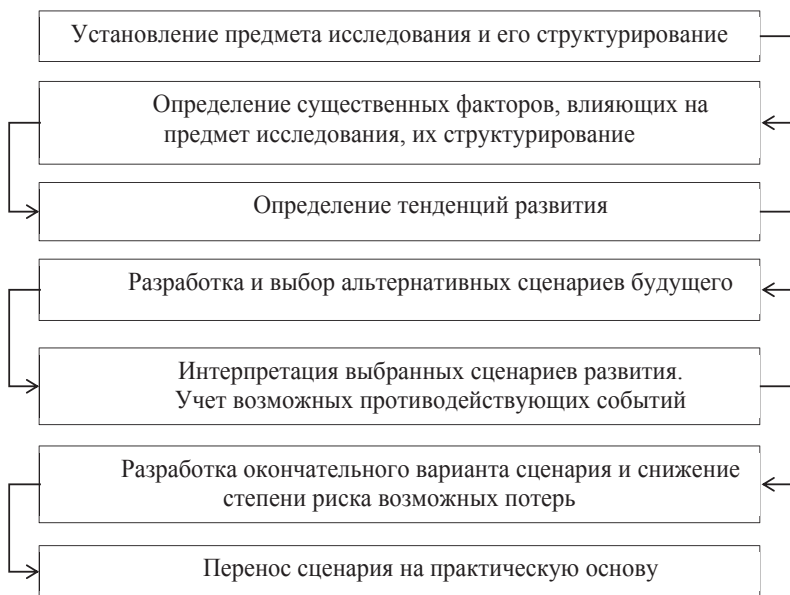 Установление предмета исследования и его структурирование
Определение существенных факторов, влияющих на
предмет исследования, их структурирование
Определение тенденций развития
Разработка и выбор альтернативных сценариев будущего
Интерпретация выбранных сценариев развития.
Учет возможных противодействующих событий
Разработка окончательного варианта сценария и снижение
степени риска возможных потерь
Перенос сценария на практическую основу